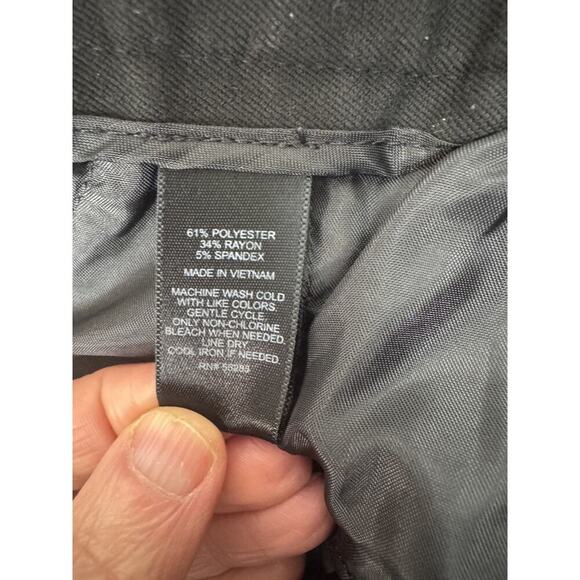 61% POLYESTER
34% RAYON
5% SPANDEX
MADE IN VIETNAM
MACHINE WASH COLD
WITH LIKE COLORS.
GENTLE CYCLE.
ONLY NON-CHLORINE
BLEACH WHEN NEEDED.
LINE DRY
COOL IRON IF NEEDED.
RN#